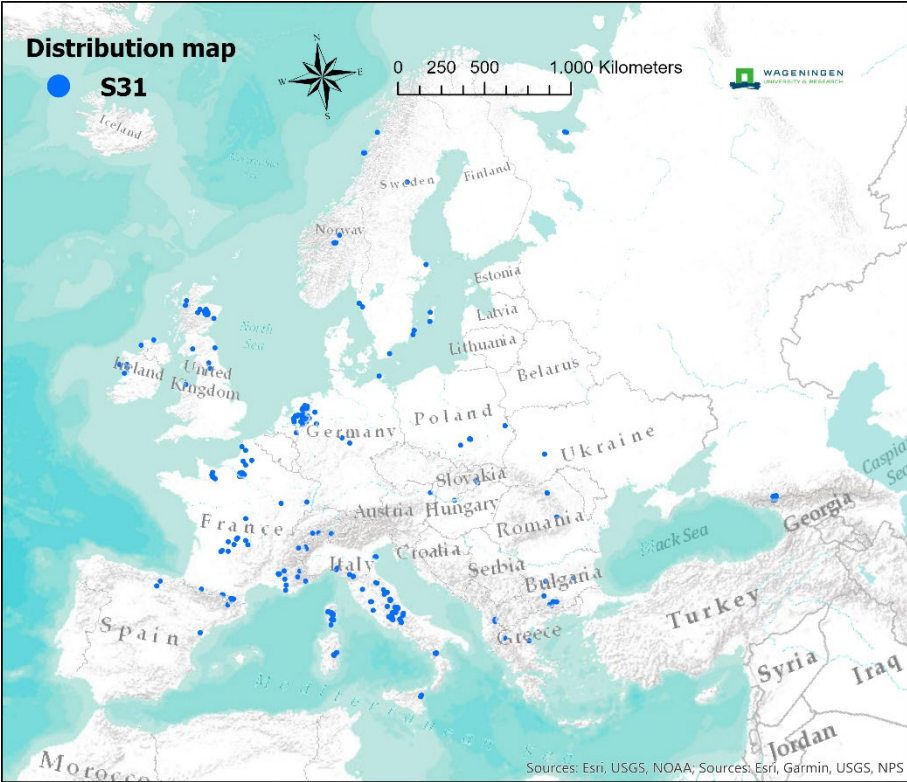 Distribution map
S31
N
W
E
S
0 250 500 1.000 Kilometers
WAGENINGEN
UNIVERSITY & RESEARCH
Iceland
Sweden
Finland
Norway
Estonia
Latvia
Lithuania
North
Sea
Belarus
Ireland
United
Kingdom
Poland
Germany
Ukraine
Slovakia
Austria
Hungary
France
Romania
Croatia
Italy
Serbia
Black Sea
Georgia
Caspian
Sea
Bulgaria
Spain
Greece
Turkey
Syria
Iraq
Mediterranean Sea
Jordan
Morocco
Sources: Esri, USGS, NOAA; Sources: Esri, Garmin, USGS, NPS